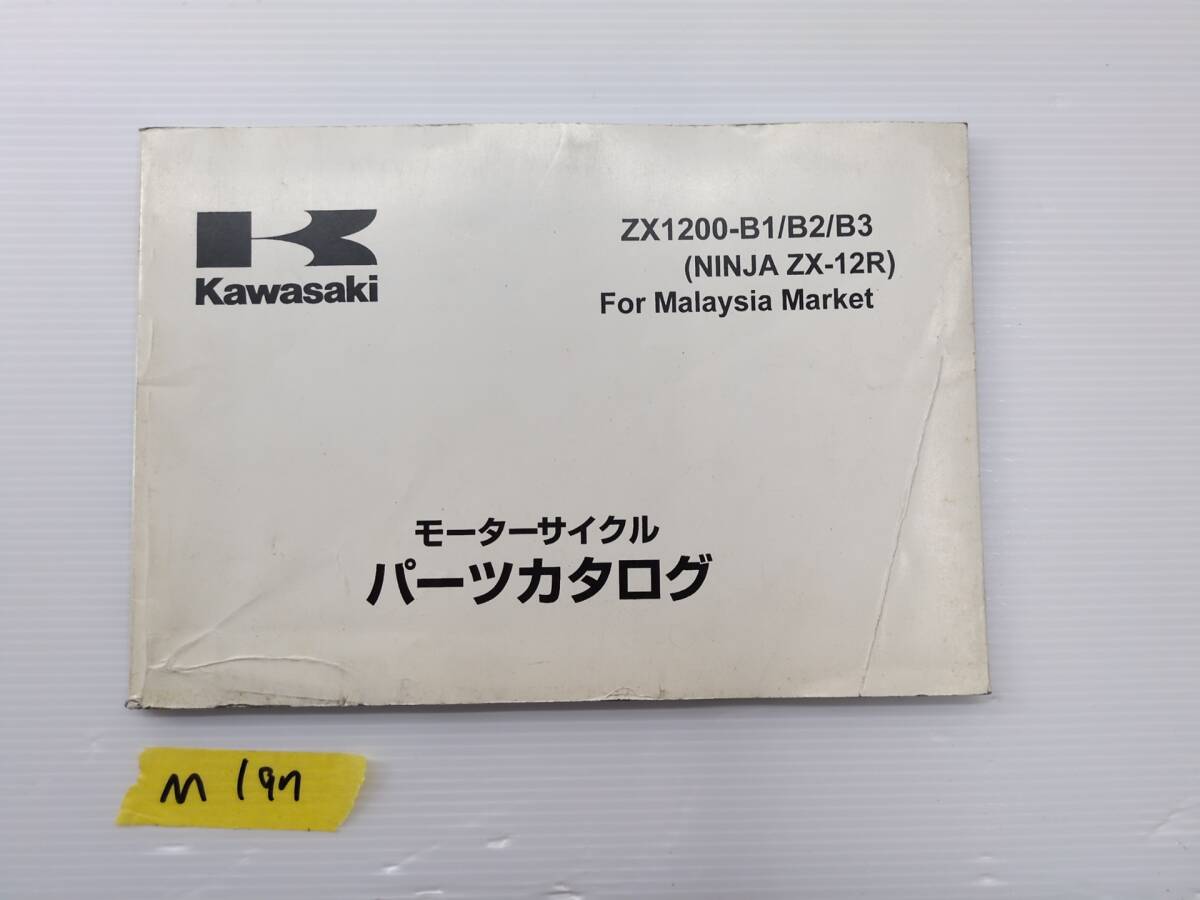 Kawasaki
ZX1200-B1/B2/B3
(NINJA ZX-12R)
For Malaysia Market
モーターサイクル
パーツカタログ
M 197